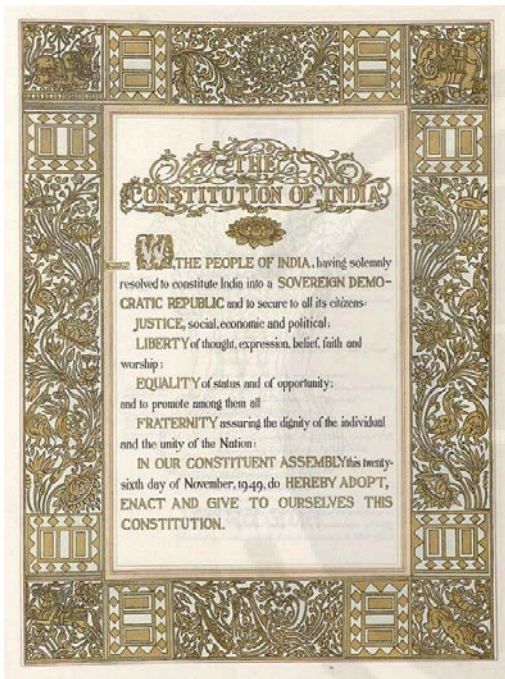 THE
CONSTITUTION OF INDIA
WE, THE PEOPLE OF INDIA, having solemnly
resolved to constitute India into a SOVEREIGN DEMO-
CRATIC REPUBLIC and to secure to all its citizens:
JUSTICE, social, economic and political;
LIBERTY of thought, expression, belief, faith and
worship;
EQUALITY of status and of opportunity;
and to promote among them all
FRATERNITY assuring the dignity of the individual
and the unity of the Nation;
IN OUR CONSTITUENT ASSEMBLY this twenty-
sixth day of November, 1949, do HEREBY ADOPT,
ENACT AND GIVE TO OURSELVES THIS
CONSTITUTION.